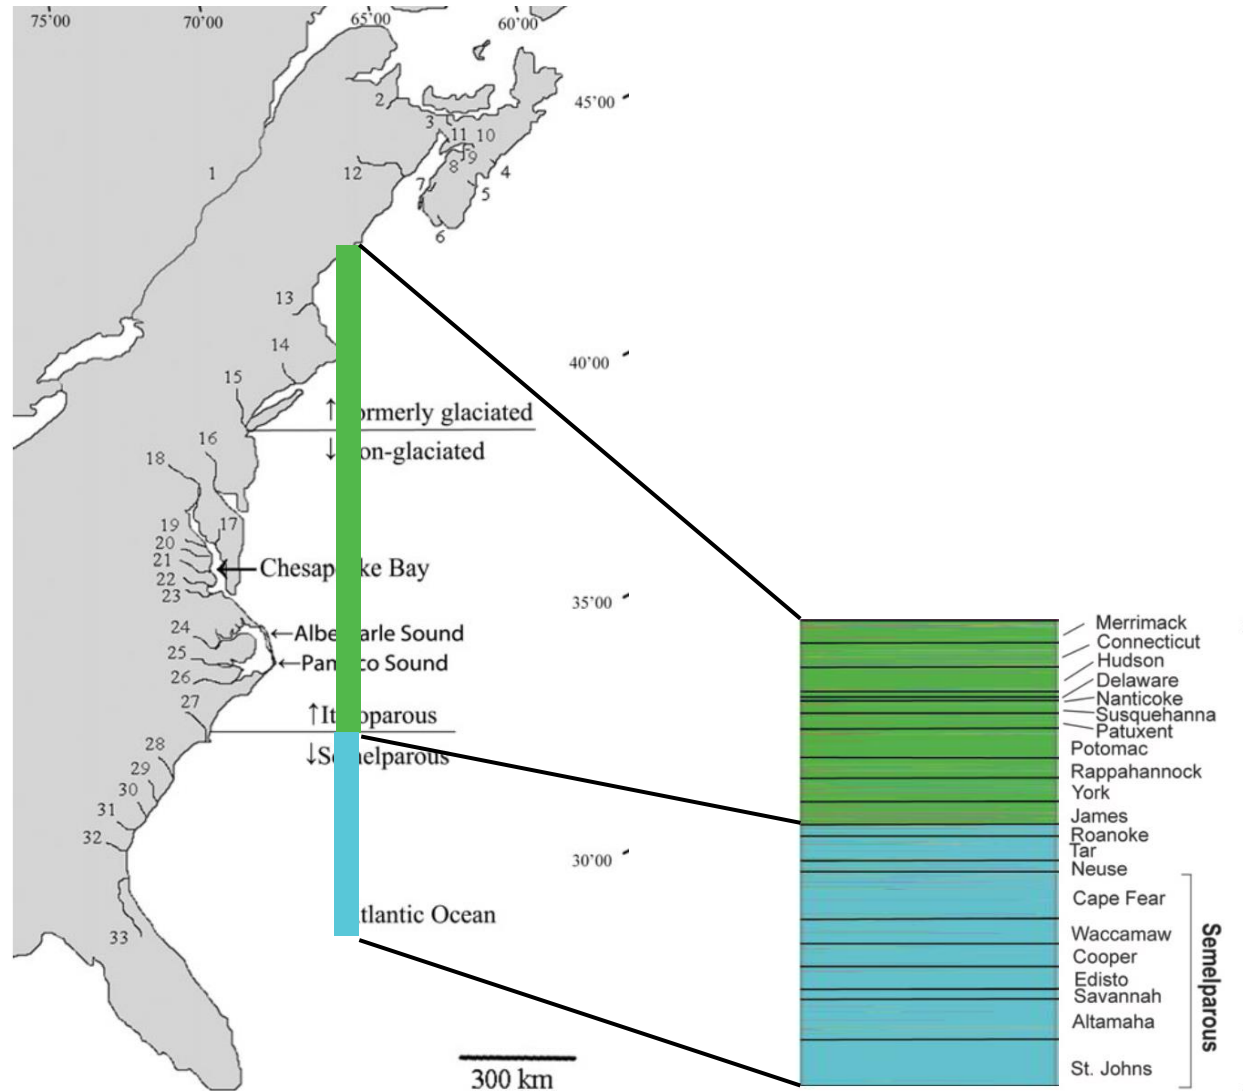 75'00
70'00
65'00
60'00
45'00
40'00
35'00
30'00
1
2
3
11
10
9
8
4
5
7
6
12
13
14
15
16
18
17
19
20
21
22
23
24
25
26
27
28
29
30
31
32
33
↑ ormerly glaciated
↓ on-glaciated
←Chesap ke Bay
←Albe arle Sound
←Pam ico Sound
↑It oparous
↓Se elparous
tlantic Ocean
300 km
Merrimack
Connecticut
Hudson
Delaware
Nanticoke
Susquehanna
Patuxent
Potomac
Rappahannock
York
James
Roanoke
Tar
Neuse
Cape Fear
Waccamaw
Cooper
Edisto
Savannah
Altamaha
St. Johns
Semelparous